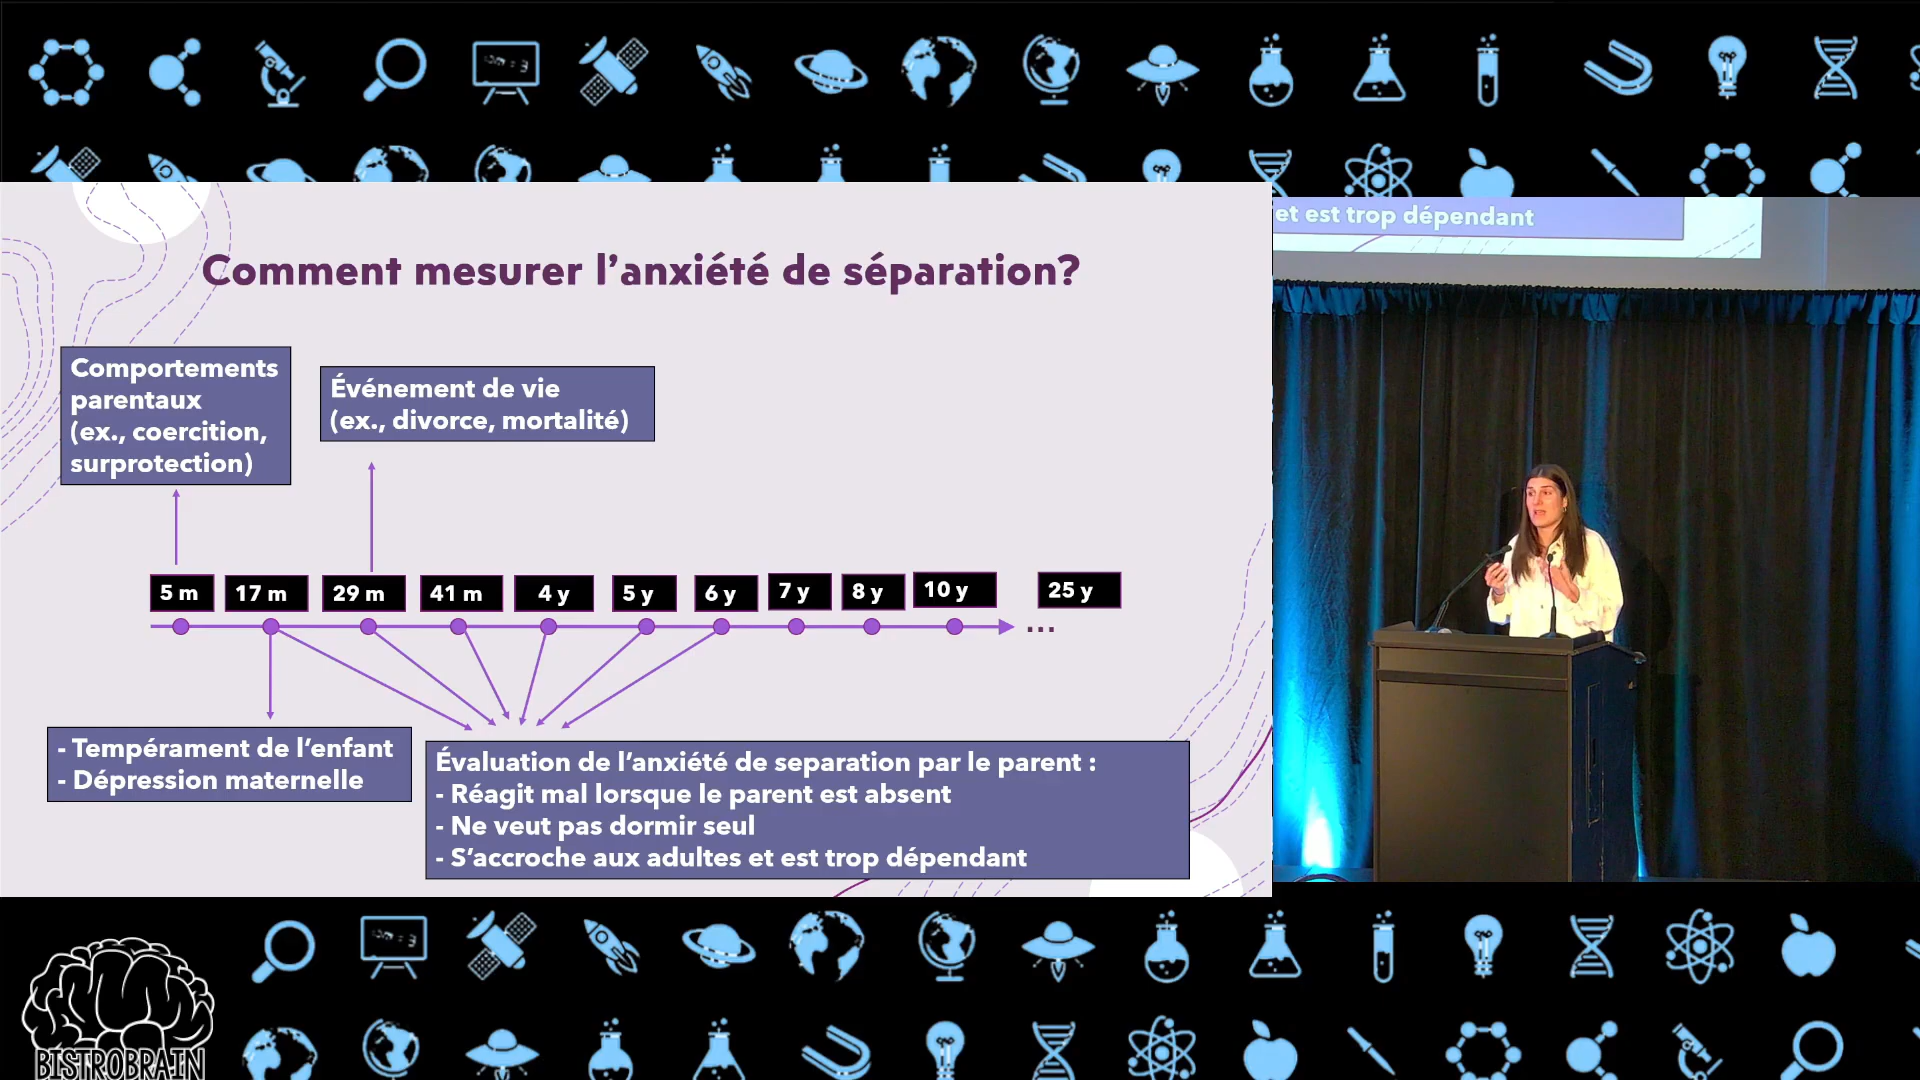 et est trop dépendant
Comment mesurer l’anxiété de séparation?
Comportements
parentaux
(ex., coercition,
surprotection)
Événement de vie
(ex., divorce, mortalité)
5 m
17 m
29 m
41 m
4 y
5 y
6 y
7 y
8 y
10 y
25 y
...
- Tempérament de l’enfant
- Dépression maternelle
Évaluation de l’anxiété de separation par le parent :
- Réagit mal lorsque le parent est absent
- Ne veut pas dormir seul
- S’accroche aux adultes et est trop dépendant
BISTROBRAIN